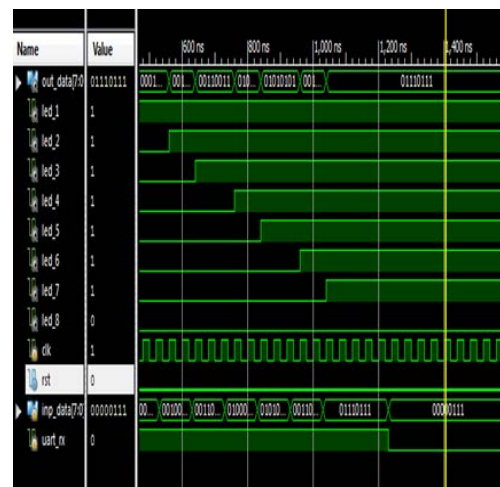 Name Value 600 ns 800 ns 1,000 ns 1,200 ns 1,400 ns
out_data[7:0 01110111 0001... 001... 00110011 010... 01010101 001... 01110111
led_1 1
led_2 1
led_3 1
led_4 1
led_5 1
led_6 1
led_7 1
led_8 0
clk 1
rst 0
inp_data[7:0 00000111 00... 00100... 00110... 01000... 01010... 00110... 01110111 00000111
uart_rx 0